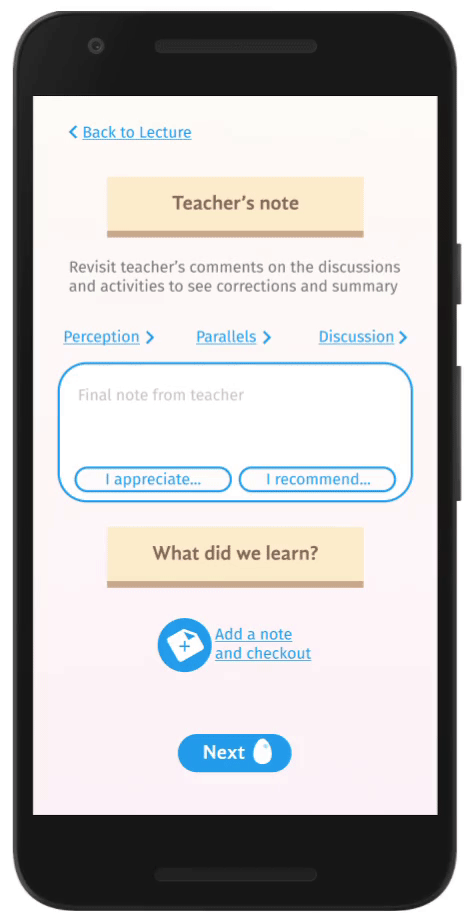 Back to Lecture
Teacher's note
Revisit teacher's comments on the discussions
and activities to see corrections and summary
Perception
Parallels
Discussion
Final note from teacher
I appreciate...
I recommend...
What did we learn?
Add a note
and checkout
Next